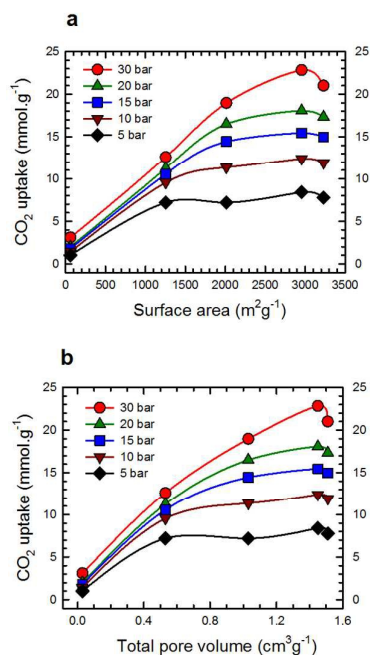 a
30 bar
20 bar
15 bar
10 bar
5 bar
CO₂ uptake (mmol.g⁻¹)
25 25
20 20
15 15
10 10
5 5
0 0
0 500 1000 1500 2000 2500 3000 3500
Surface area (m²g⁻¹)
b
30 bar
20 bar
15 bar
10 bar
5 bar
CO₂ uptake (mmol.g⁻¹)
25 25
20 20
15 15
10 10
5 5
0 0
0.0 0.4 0.8 1.2 1.6
Total pore volume (cm³g⁻¹)